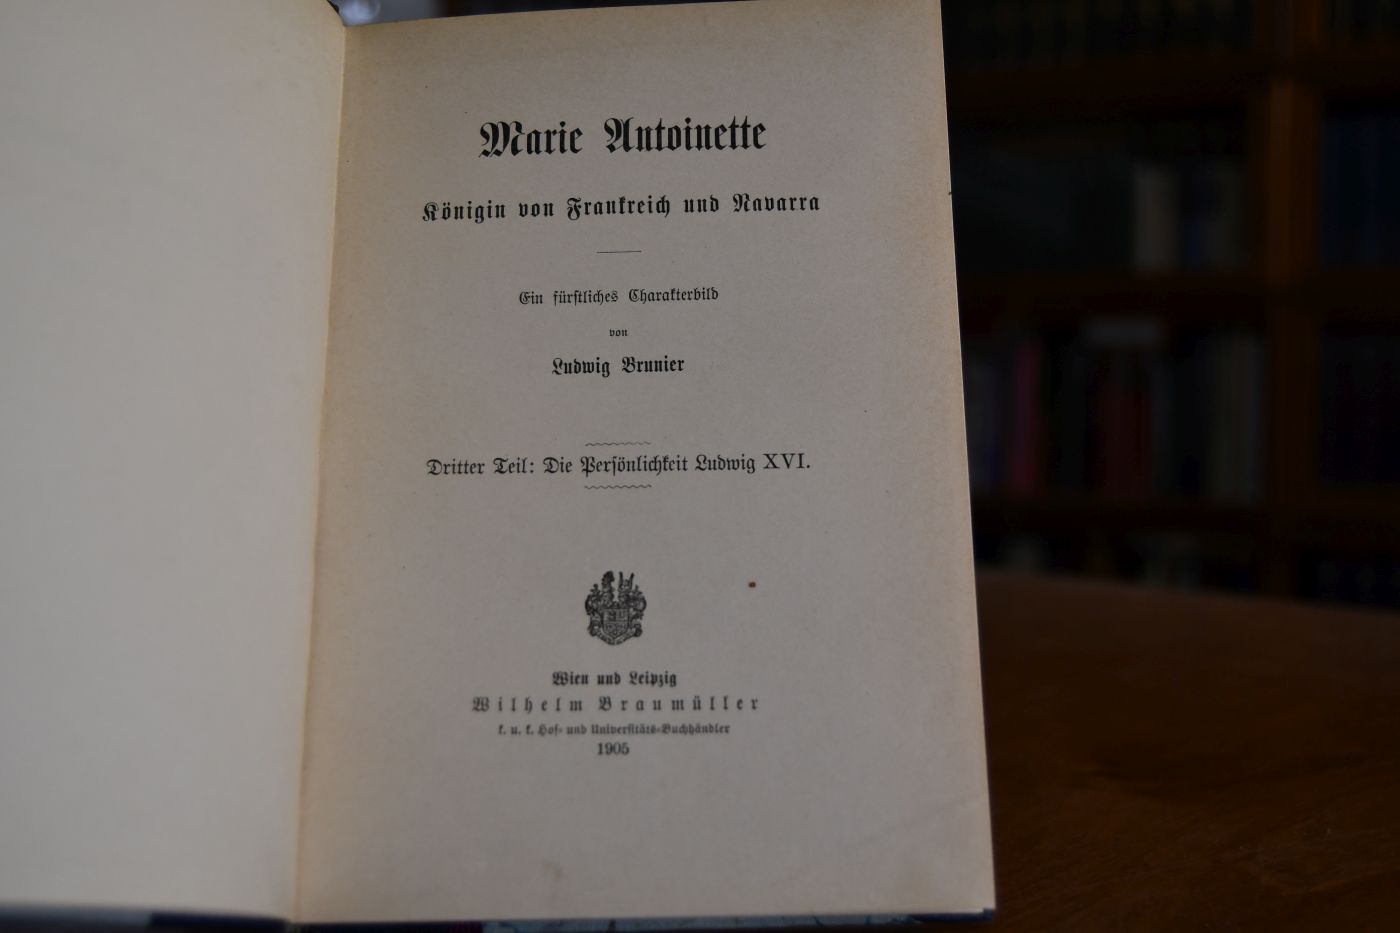 Marie Antoinette
Königin von Frankreich und Navarra
Ein fürstliches Charakterbild
von
Ludwig Brunier
Dritter Teil: Die Persönlichkeit Ludwig XVI.
Wien und Leipzig
Wilhelm Braumüller
k. u. k. Hof- und Universitäts-Buchhändler
1905